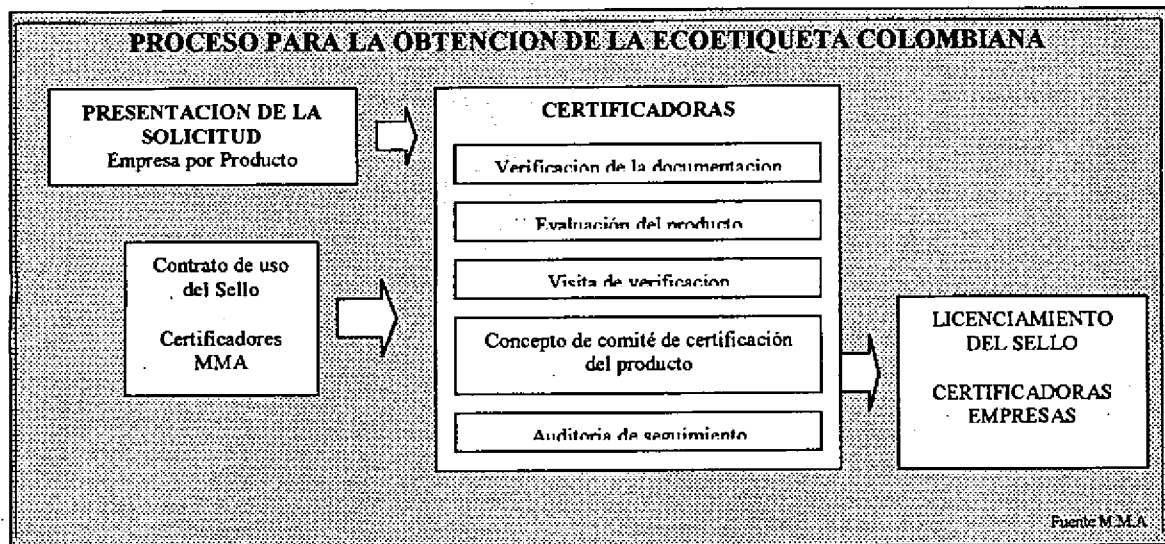 PROCESO PARA LA OBTENCION DE LA ECOETIQUETA COLOMBIANA
PRESENTACION DE LA
SOLICITUD
Empresa por Producto
Contrato de uso
del Sello
Certificadores
MMA
CERTIFICADORAS
Verificacion de la documentacion
Evaluación del producto
Visita de verificacion
Concepto de comité de certificación
del producto
Auditoria de seguimiento
LICENCIAMIENTO
DEL SELLO
CERTIFICADORAS
EMPRESAS
Fuente M.M.A